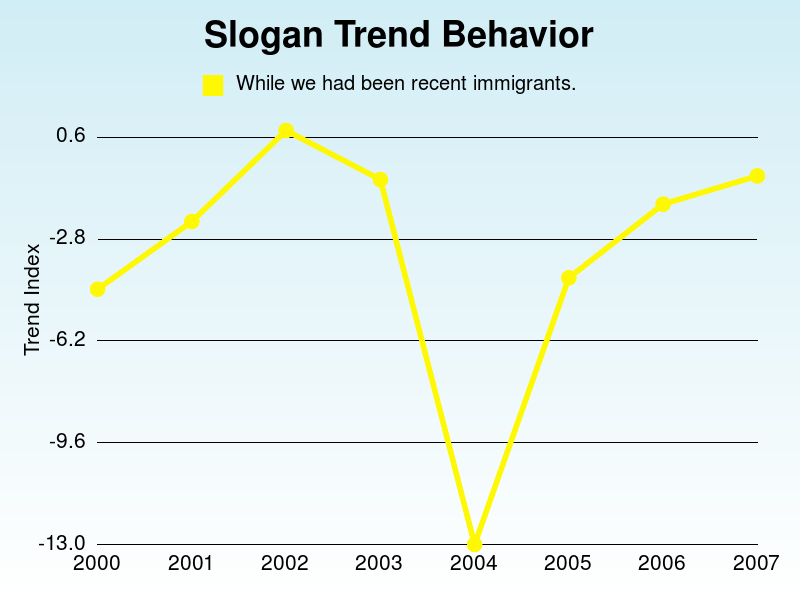 Slogan Trend Behavior
While we had been recent immigrants.
0.6
-2.8
-6.2
-9.6
-13.0
Trend Index
2000 2001 2002 2003 2004 2005 2006 2007